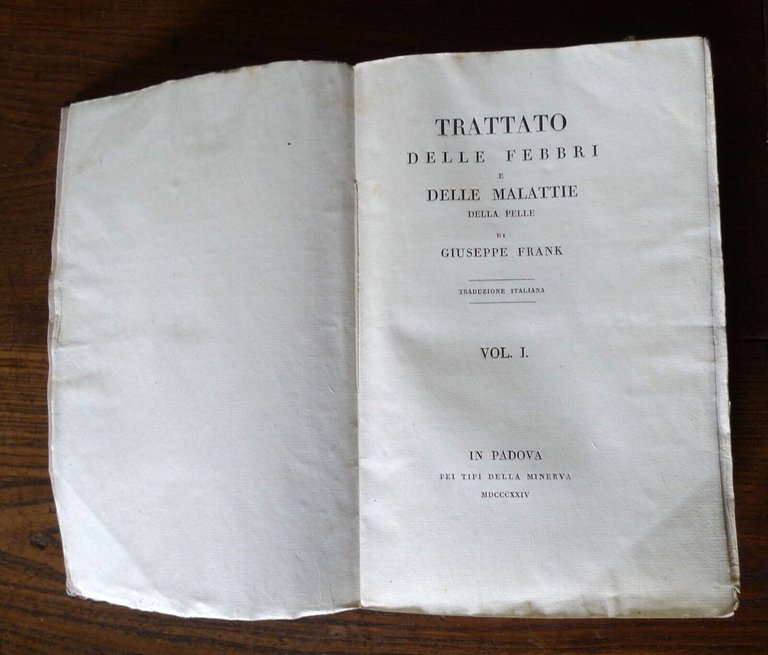 TRATTATO
DELLE FEBBRI
E
DELLE MALATTIE
DELLA PELLE
DI
GIUSEPPE FRANK
TRADUZIONE ITALIANA
VOL. I.
IN PADOVA
PEI TIPI DELLA MINERVA
MDCCCXXIV